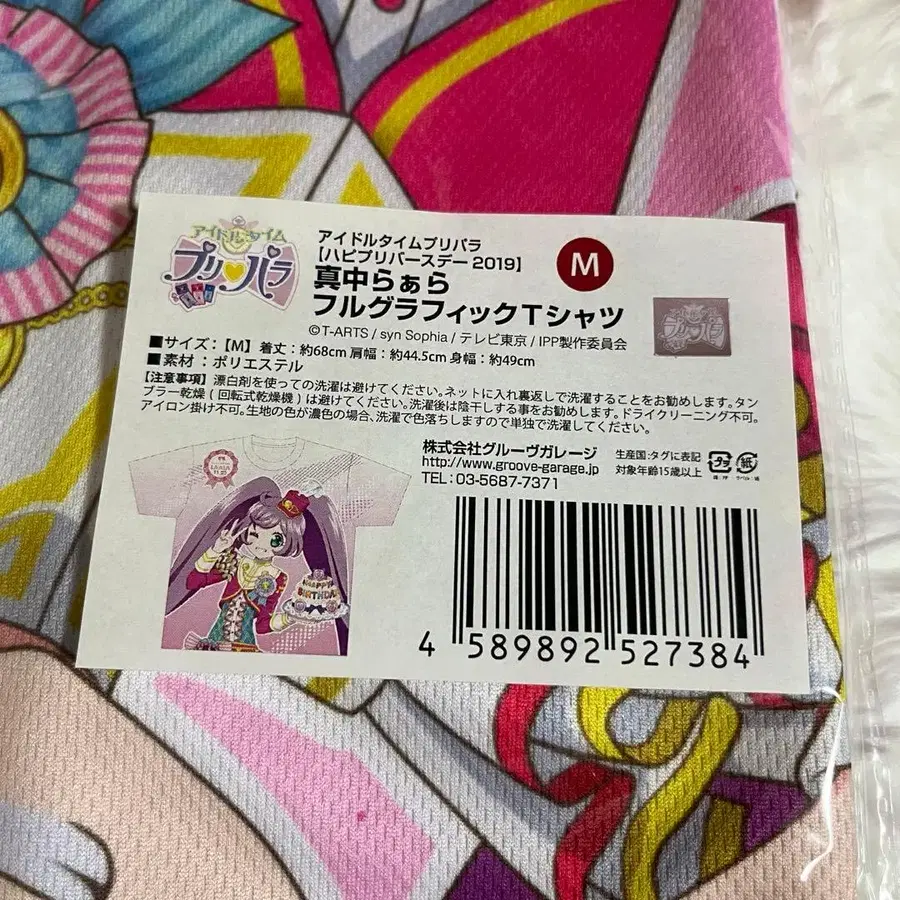 アイドルタイム
プリパラ
アイドルタイムプリパラ
【ハピプリバースデー2019】
真中らぁら
フルグラフィックTシャツ
M
©T-ARTS / syn Sophia / テレビ東京 / IPP製作委員会
■サイズ:【M】着丈:約68cm 肩幅:約44.5cm 身幅:約49cm
■素材:ポリエステル
【注意事項】漂白剤を使っての洗濯は避けてください。ネットに入れ裏返しで洗濯することをお勧めします。タン
ブラー乾燥(回転式乾燥機)は避けてください。洗濯後は陰干しする事をお勧めします。ドライクリーニング不可。
アイロン掛け不可。生地の色が濃色の場合、洗濯で色落ちしますので単独で洗濯してください。
株式会社グルーヴガレージ
http://www.groove-garage.jp
TEL:03-5687-7371
生産国:タグに表記
対象年齢15歳以上
プラ
紙
HAPPY
BIRTHDAY
4 589892 527384